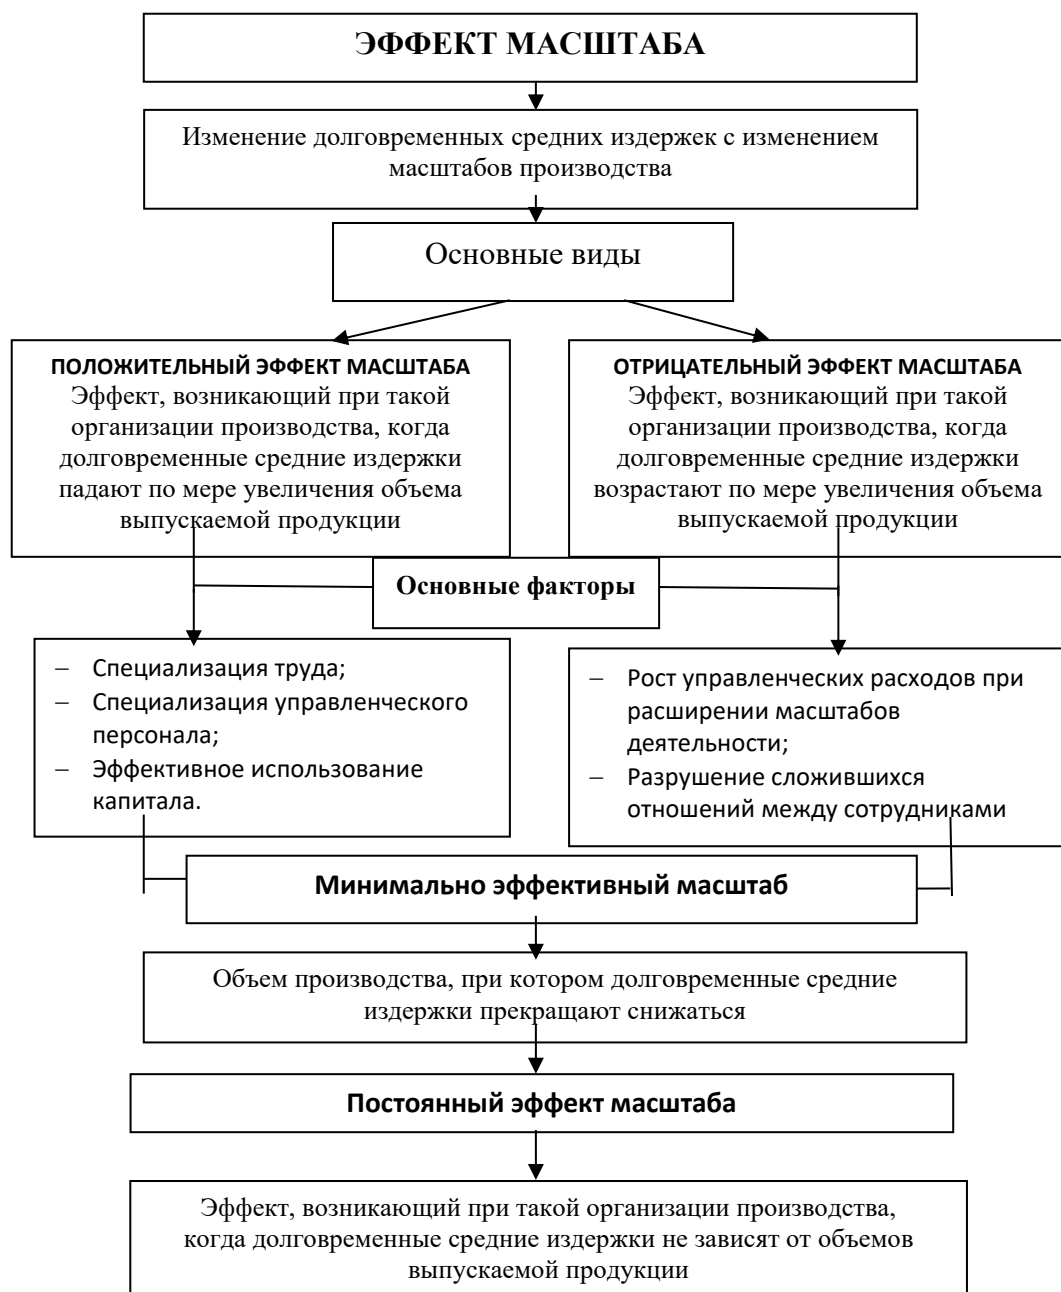 ЭФФЕКТ МАСШТАБА
Изменение долговременных средних издержек с изменением
масштабов производства
Основные виды
ПОЛОЖИТЕЛЬНЫЙ ЭФФЕКТ МАСШТАБА
Эффект, возникающий при такой
организации производства, когда
долговременные средние издержки
падают по мере увеличения объема
выпускаемой продукции
ОТРИЦАТЕЛЬНЫЙ ЭФФЕКТ МАСШТАБА
Эффект, возникающий при такой
организации производства, когда
долговременные средние издержки
возрастают по мере увеличения объема
выпускаемой продукции
Основные факторы
– Специализация труда;
– Специализация управленческого
персонала;
– Эффективное использование
капитала.
– Рост управленческих расходов при
расширении масштабов
деятельности;
– Разрушение сложившихся
отношений между сотрудниками
Минимально эффективный масштаб
Объем производства, при котором долговременные средние
издержки прекращают снижаться
Постоянный эффект масштаба
Эффект, возникающий при такой организации производства,
когда долговременные средние издержки не зависят от объемов
выпускаемой продукции